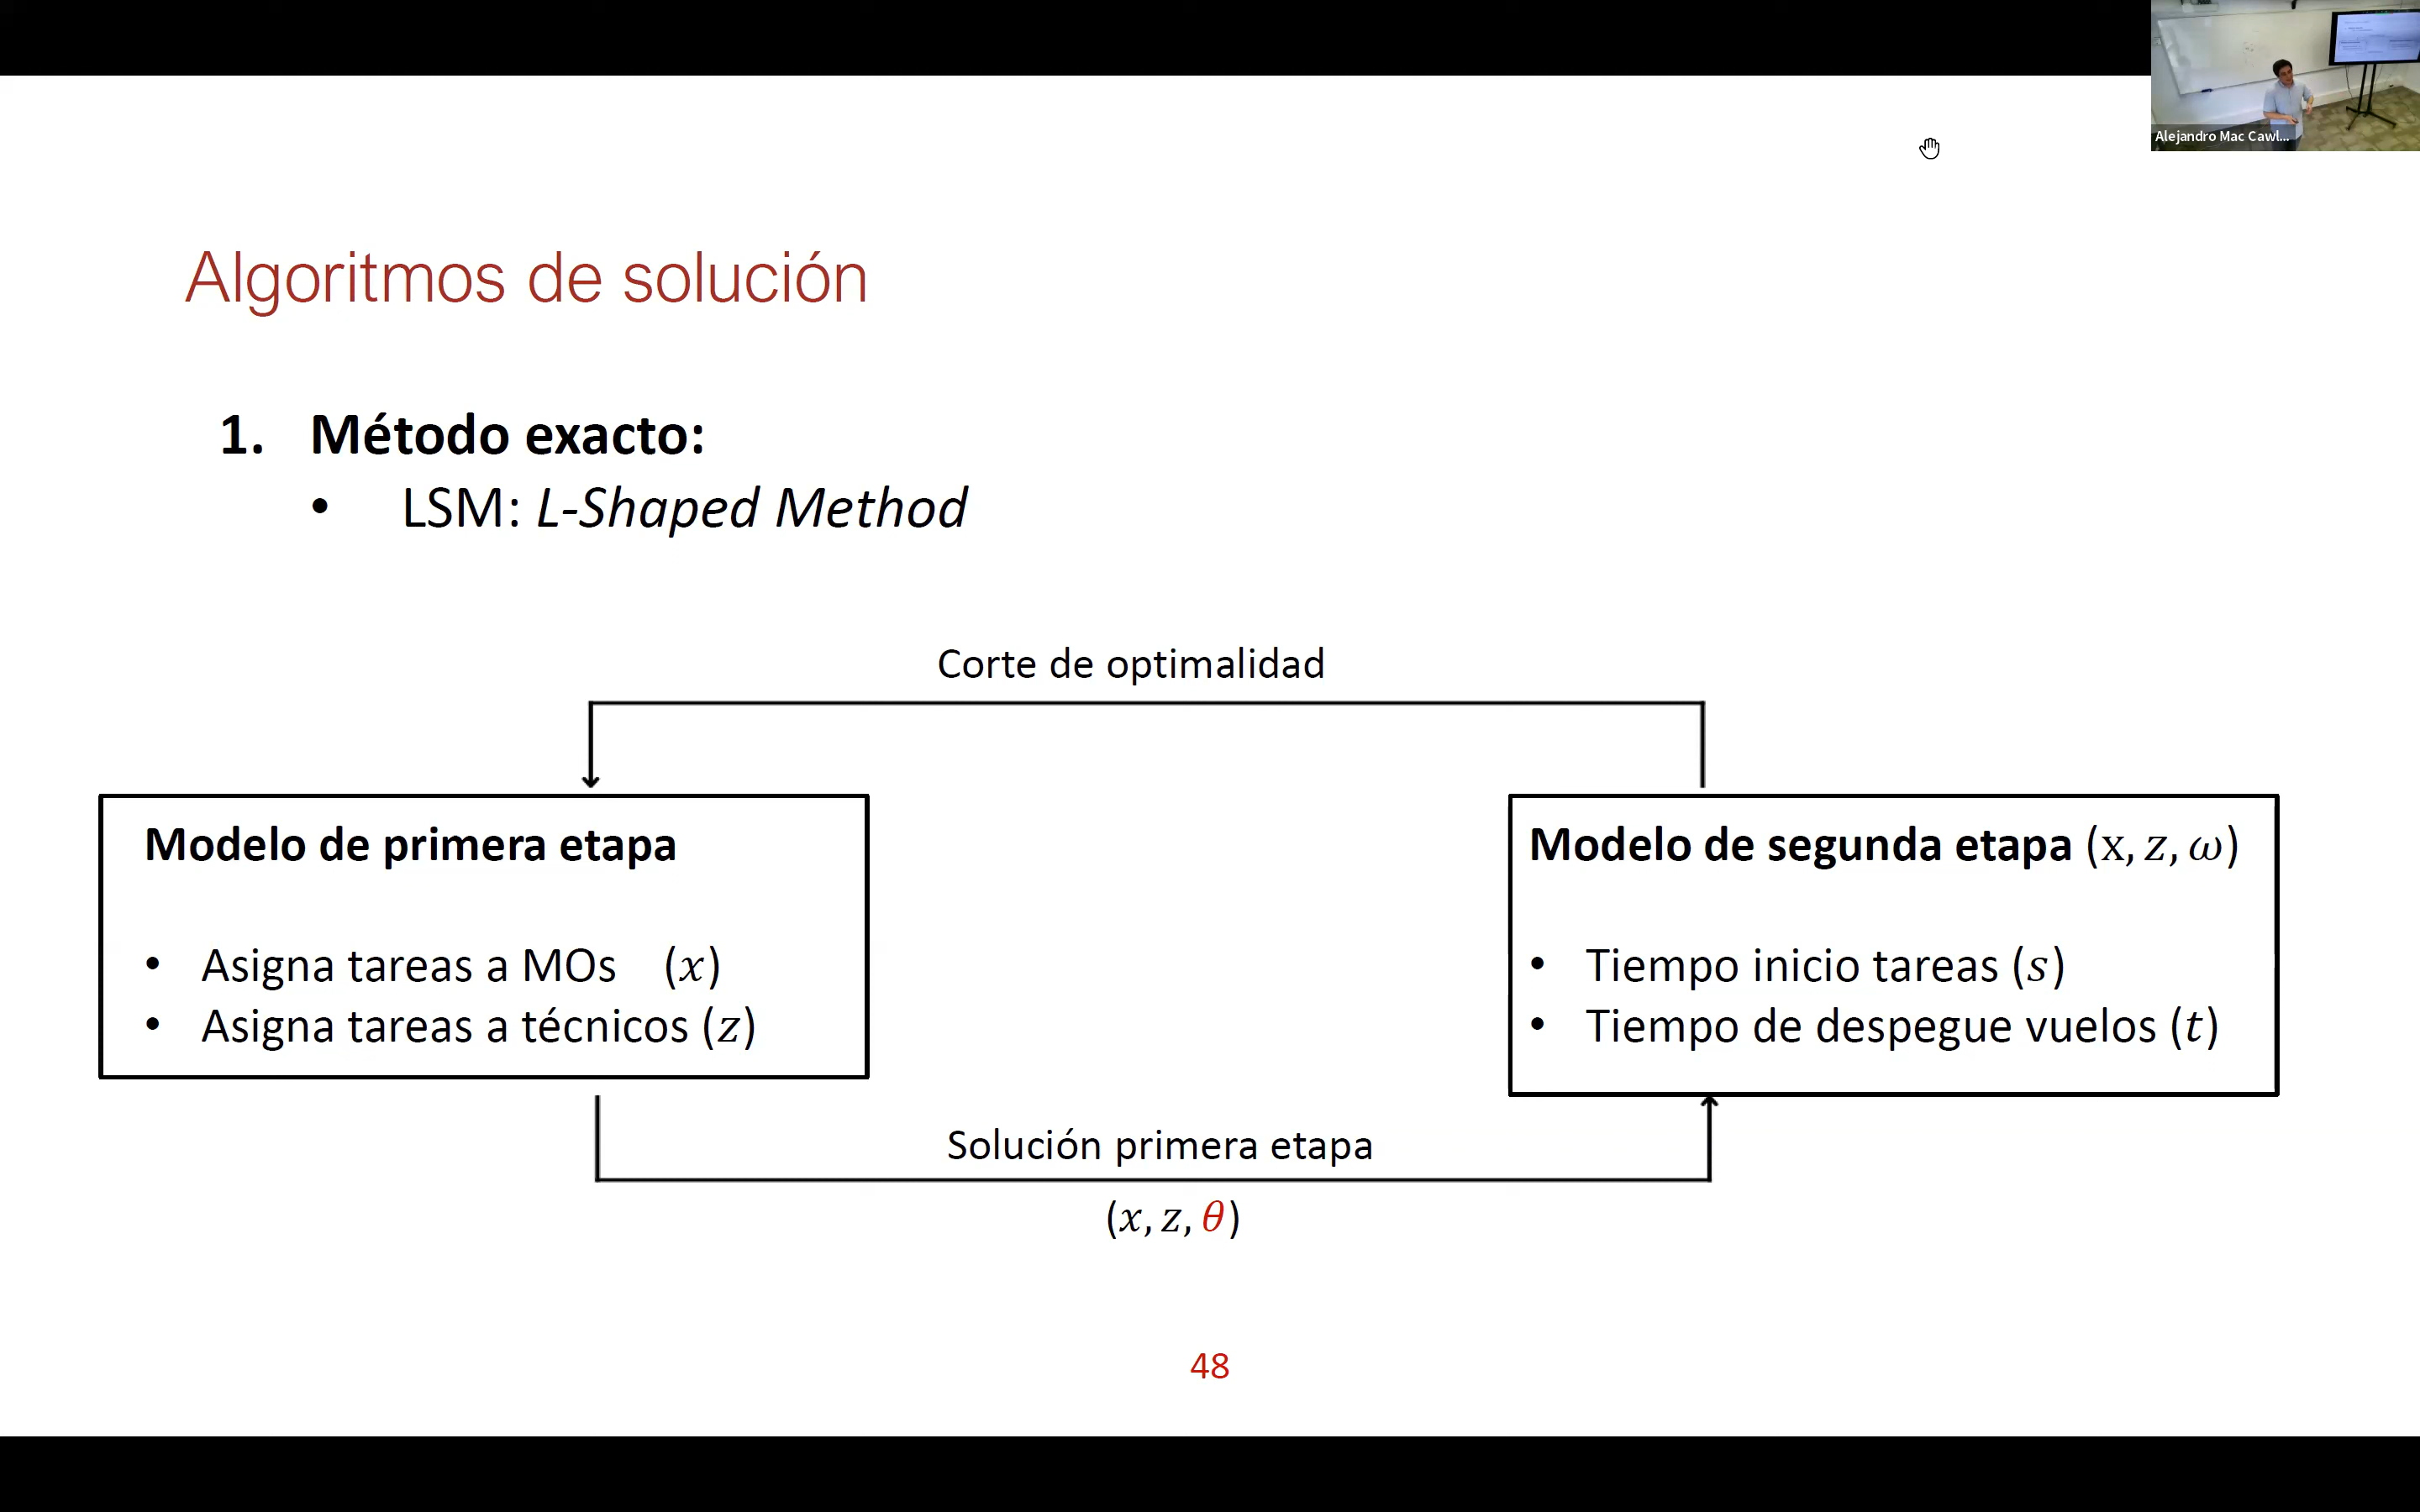 Alejandro Mac Cawl...
Algoritmos de solución
1. Método exacto:
• LSM: L-Shaped Method
Corte de optimalidad
Modelo de primera etapa
• Asigna tareas a MOs (x)
• Asigna tareas a técnicos (z)
Modelo de segunda etapa (x, z, ω)
• Tiempo inicio tareas (s)
• Tiempo de despegue vuelos (t)
Solución primera etapa
(x, z, θ)
48